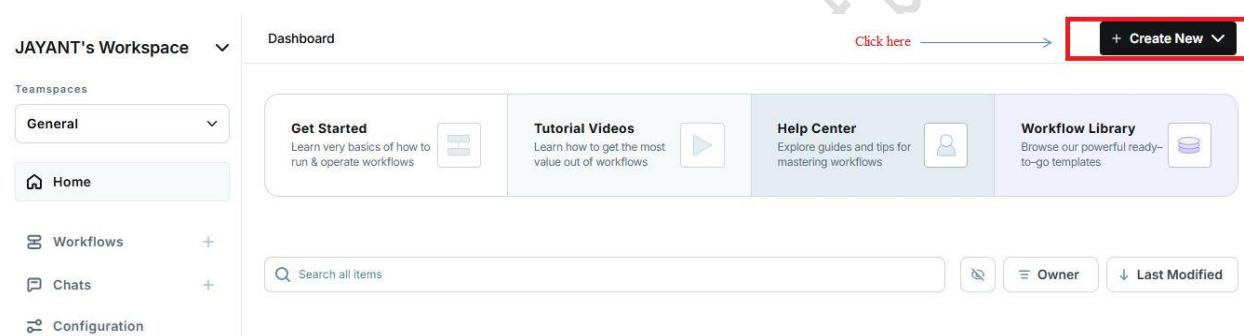 JAYANT's Workspace
Teamspaces
General
Home
Workflows
Chats
Configuration
Dashboard
Click here
+ Create New
Get Started
Learn very basics of how to
run & operate workflows
Tutorial Videos
Learn how to get the most
value out of workflows
Help Center
Explore guides and tips for
mastering workflows
Workflow Library
Browse our powerful ready–
to–go templates
Search all items
Owner
Last Modified